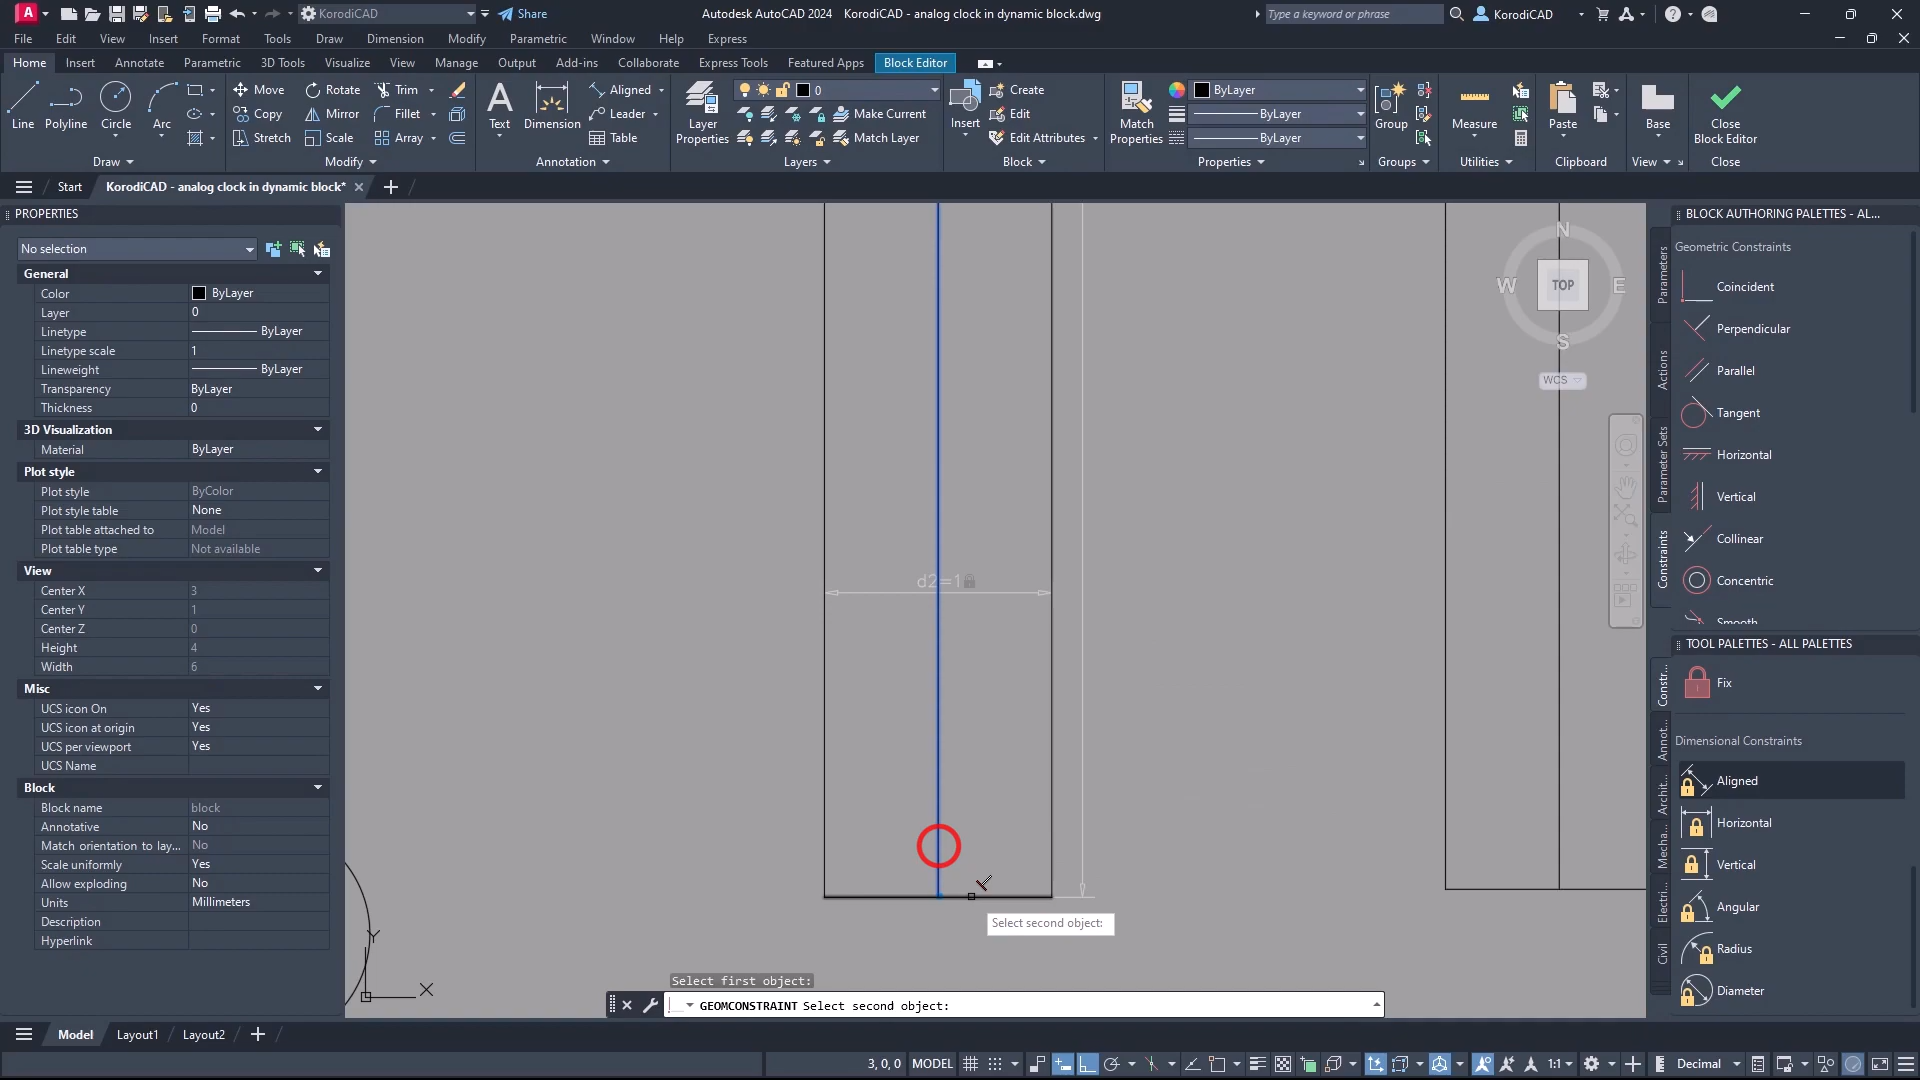 A
KorodiCAD
Share
Autodesk AutoCAD 2024 KorodiCAD - analog clock in dynamic block.dwg
Type a keyword or phrase
KorodiCAD
File Edit View Insert Format Tools Draw Dimension Modify Parametric Window Help Express
Home Insert Annotate Parametric 3D Tools Visualize View Manage Output Add-ins Collaborate Express Tools Featured Apps Block Editor
Line Polyline Circle Arc
Draw
Move Rotate Trim
Copy Mirror Fillet
Stretch Scale Array
Modify
Text Dimension
Aligned
Leader
Table
Annotation
Layer
Properties
0
Make Current
Match Layer
Layers
Insert
Create
Edit
Edit Attributes
Block
Match
Properties
ByLayer
ByLayer
ByLayer
Properties
Group
Groups
Measure
Utilities
Paste
Clipboard
Base
View
Close
Block Editor
Close
Start KorodiCAD - analog clock in dynamic block*
PROPERTIES
No selection
General
Color ByLayer
Layer 0
Linetype ByLayer
Linetype scale 1
Lineweight ByLayer
Transparency ByLayer
Thickness 0
3D Visualization
Material ByLayer
Plot style
Plot style ByColor
Plot style table None
Plot table attached to Model
Plot table type Not available
View
Center X 3
Center Y 1
Center Z 0
Height 4
Width 6
Misc
UCS icon On Yes
UCS icon at origin Yes
UCS per viewport Yes
UCS Name
Block
Block name block
Annotative No
Match orientation to lay... No
Scale uniformly Yes
Allow exploding No
Units Millimeters
Description
Hyperlink
d2=1
Y
X
Select second object:
Select first object:
GEOMCONSTRAINT Select second object:
N
W TOP E
S
WCS
BLOCK AUTHORING PALETTES - AL...
Parameters
Actions
Parameter Sets
Constraints
Geometric Constraints
Coincident
Perpendicular
Parallel
Tangent
Horizontal
Vertical
Collinear
Concentric
Smooth
TOOL PALETTES - ALL PALETTES
Constr...
Annot...
Archit...
Mecha...
Electri...
Civil
Fix
Dimensional Constraints
Aligned
Horizontal
Vertical
Angular
Radius
Diameter
Model Layout1 Layout2
3, 0, 0 MODEL 1:1 Decimal